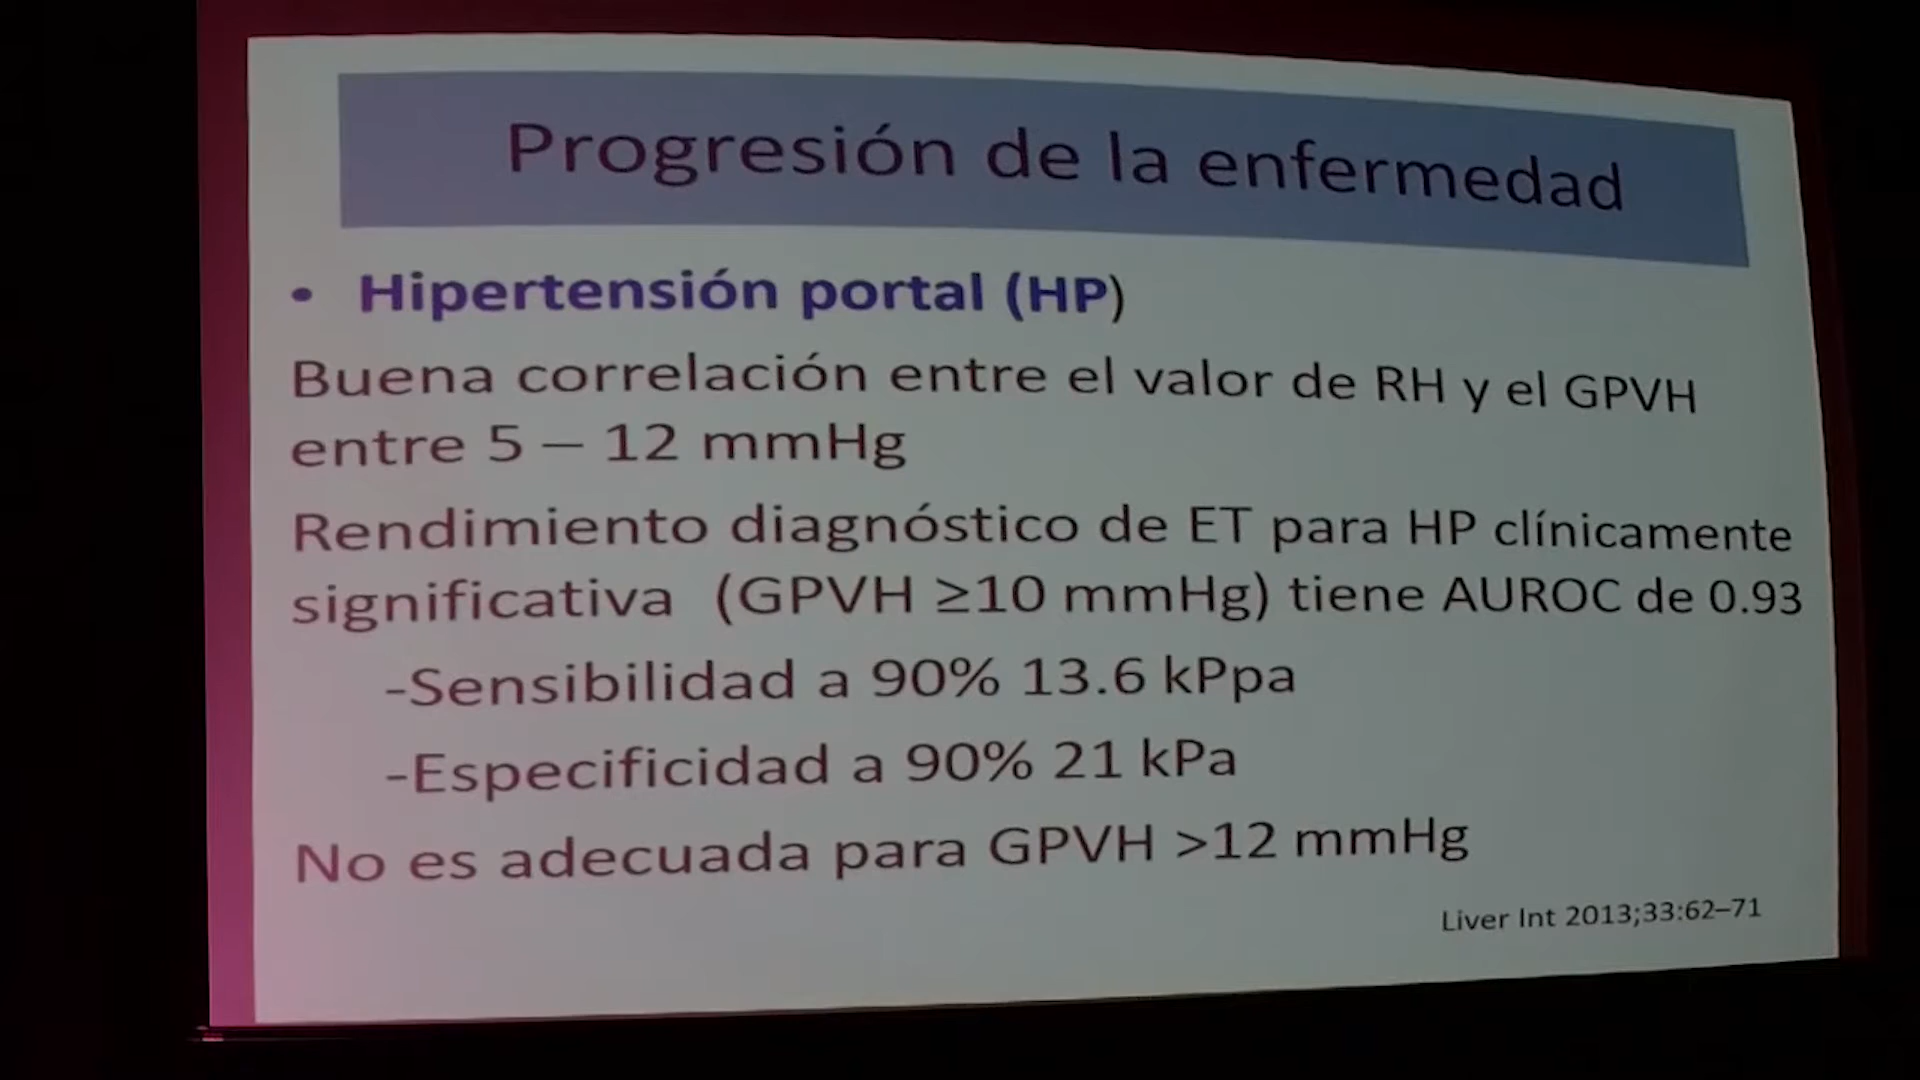 Progresión de la enfermedad
• Hipertensión portal (HP)
Buena correlación entre el valor de RH y el GPVH
entre 5 – 12 mmHg
Rendimiento diagnóstico de ET para HP clínicamente
significativa (GPVH ≥10 mmHg) tiene AUROC de 0.93
-Sensibilidad a 90% 13.6 kPpa
-Especificidad a 90% 21 kPa
No es adecuada para GPVH >12 mmHg
Liver Int 2013;33:62–71